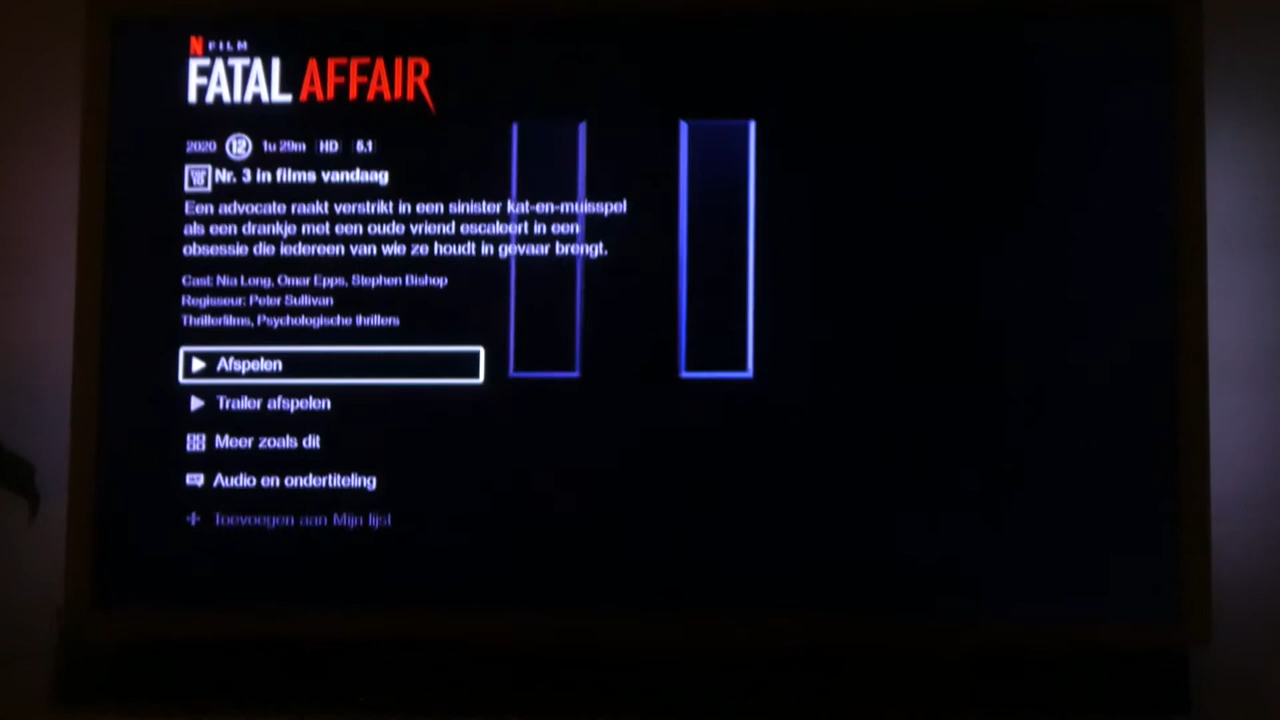 N FILM
FATAL AFFAIR
2020 12 1u 29m HD 5.1
TOP 10 Nr. 3 in films vandaag
Een advocate raakt verstrikt in een sinister kat-en-muisspel
als een drankje met een oude vriend escaleert in een
obsessie die iedereen van wie ze houdt in gevaar brengt.
Cast: Nia Long, Omar Epps, Stephen Bishop
Regisseur: Peter Sullivan
Thrillerfilms, Psychologische thrillers
Afspelen
Trailer afspelen
Meer zoals dit
Audio en ondertiteling
Toevoegen aan Mijn lijst